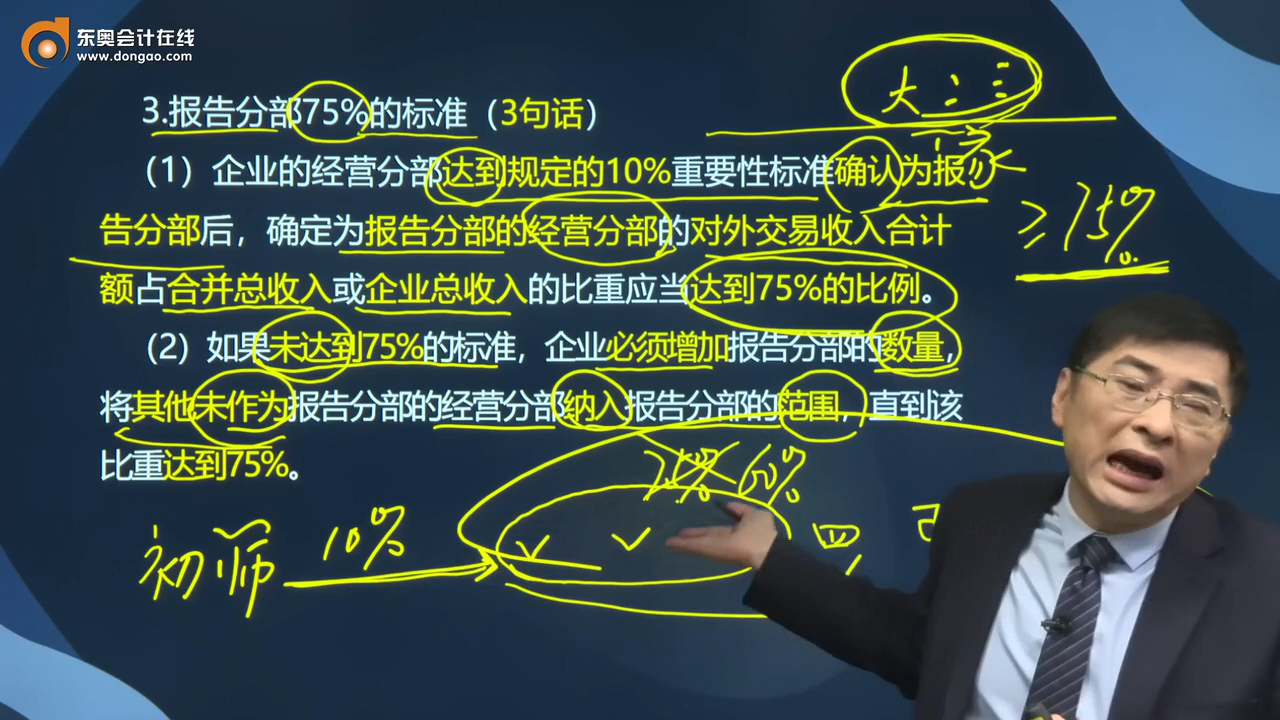 东奥会计在线
www.dongao.com
大：三
3.报告分部75%的标准（3句话）
（1）企业的经营分部达到规定的10%重要性标准确认为报
告分部后，确定为报告分部的经营分部的对外交易收入合计
≥75%
额占合并总收入或企业总收入的比重应当达到75%的比例。
（2）如果未达到75%的标准，企业必须增加报告分部的数量，
将其他未作为报告分部的经营分部纳入报告分部的范围，直到该
比重达到75%。
75% 60%
初师 10% 四